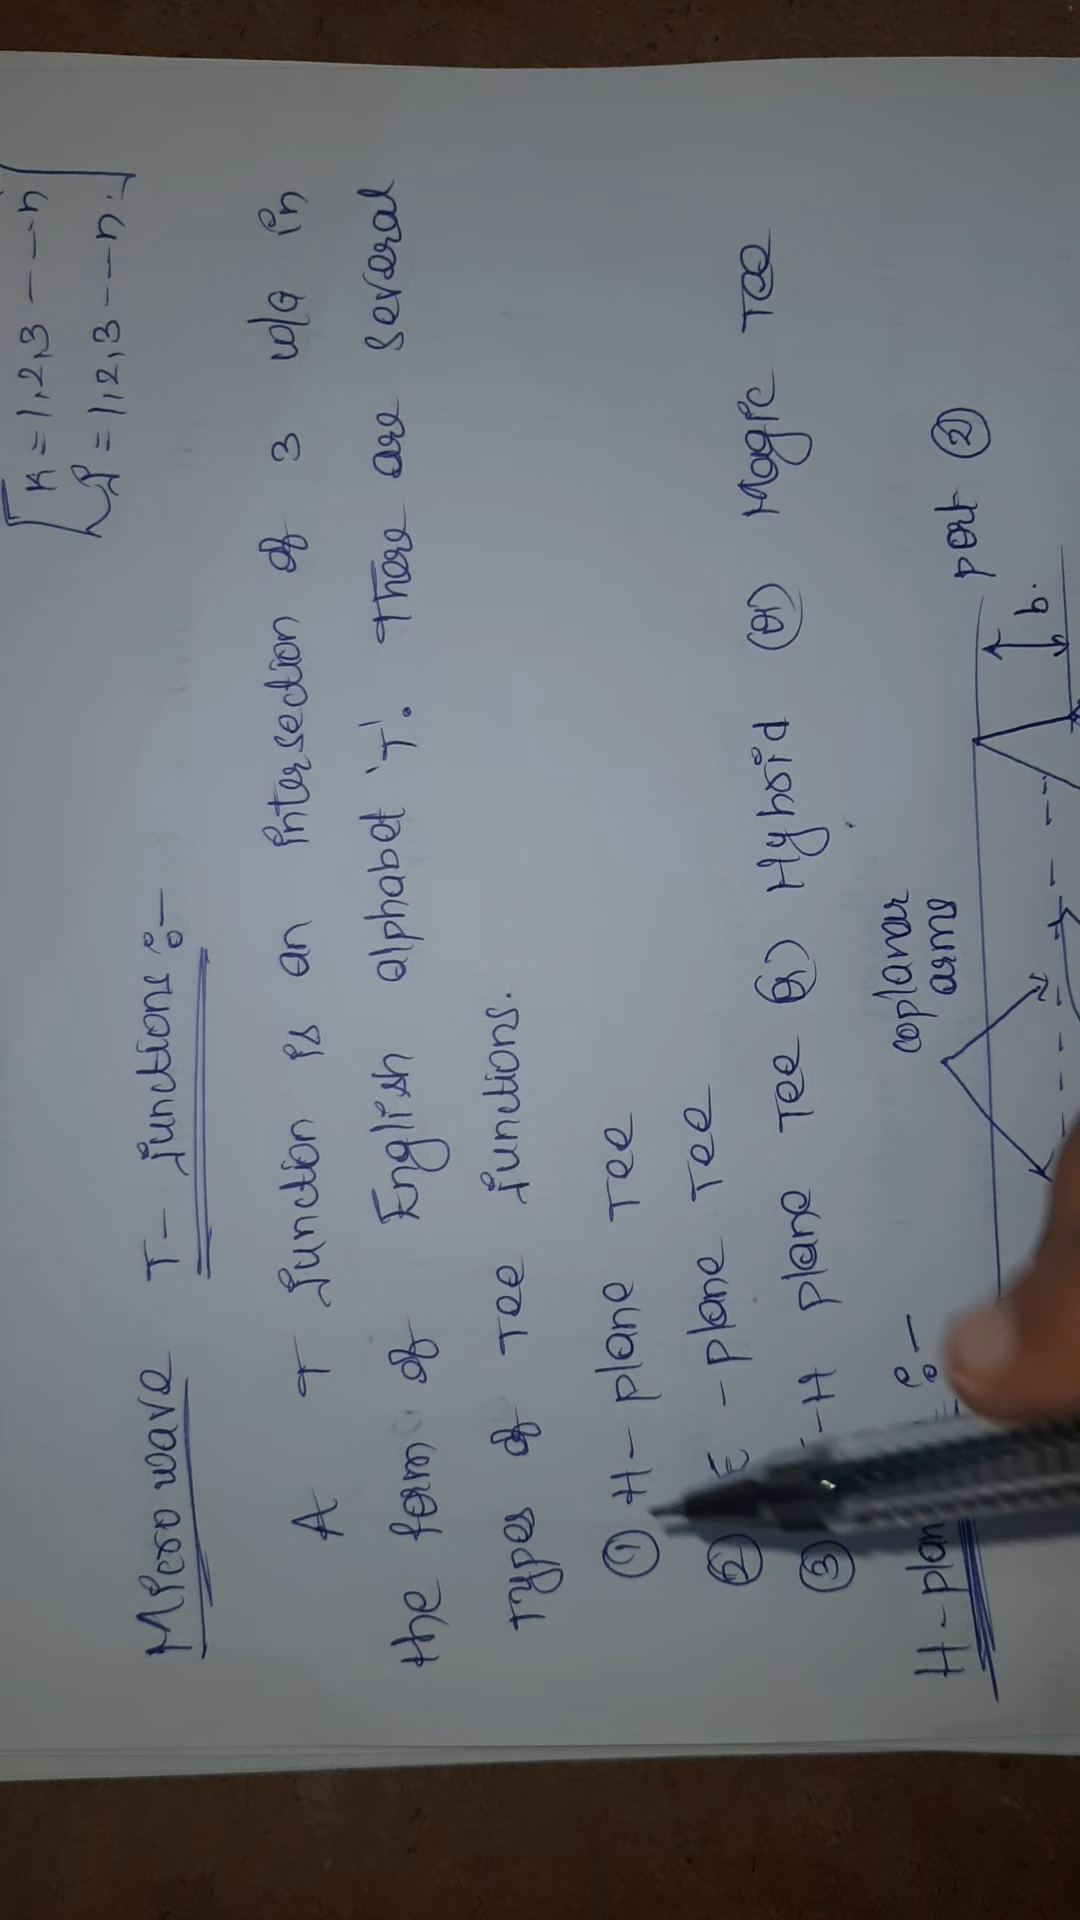 K = 1,2,3 --- n
j = 1,2,3 --- n.
Microwave T- junctions :-
A T junction is an intersection of 3 w/G in
the form of English alphabet 'T'. There are several
types of Tee junctions.
① H- plane Tee
② E -plane Tee
③ -H plane Tee (or) Hybrid (or) Magic Tee
H-plan :-
coplanar
arms
port ②
b.